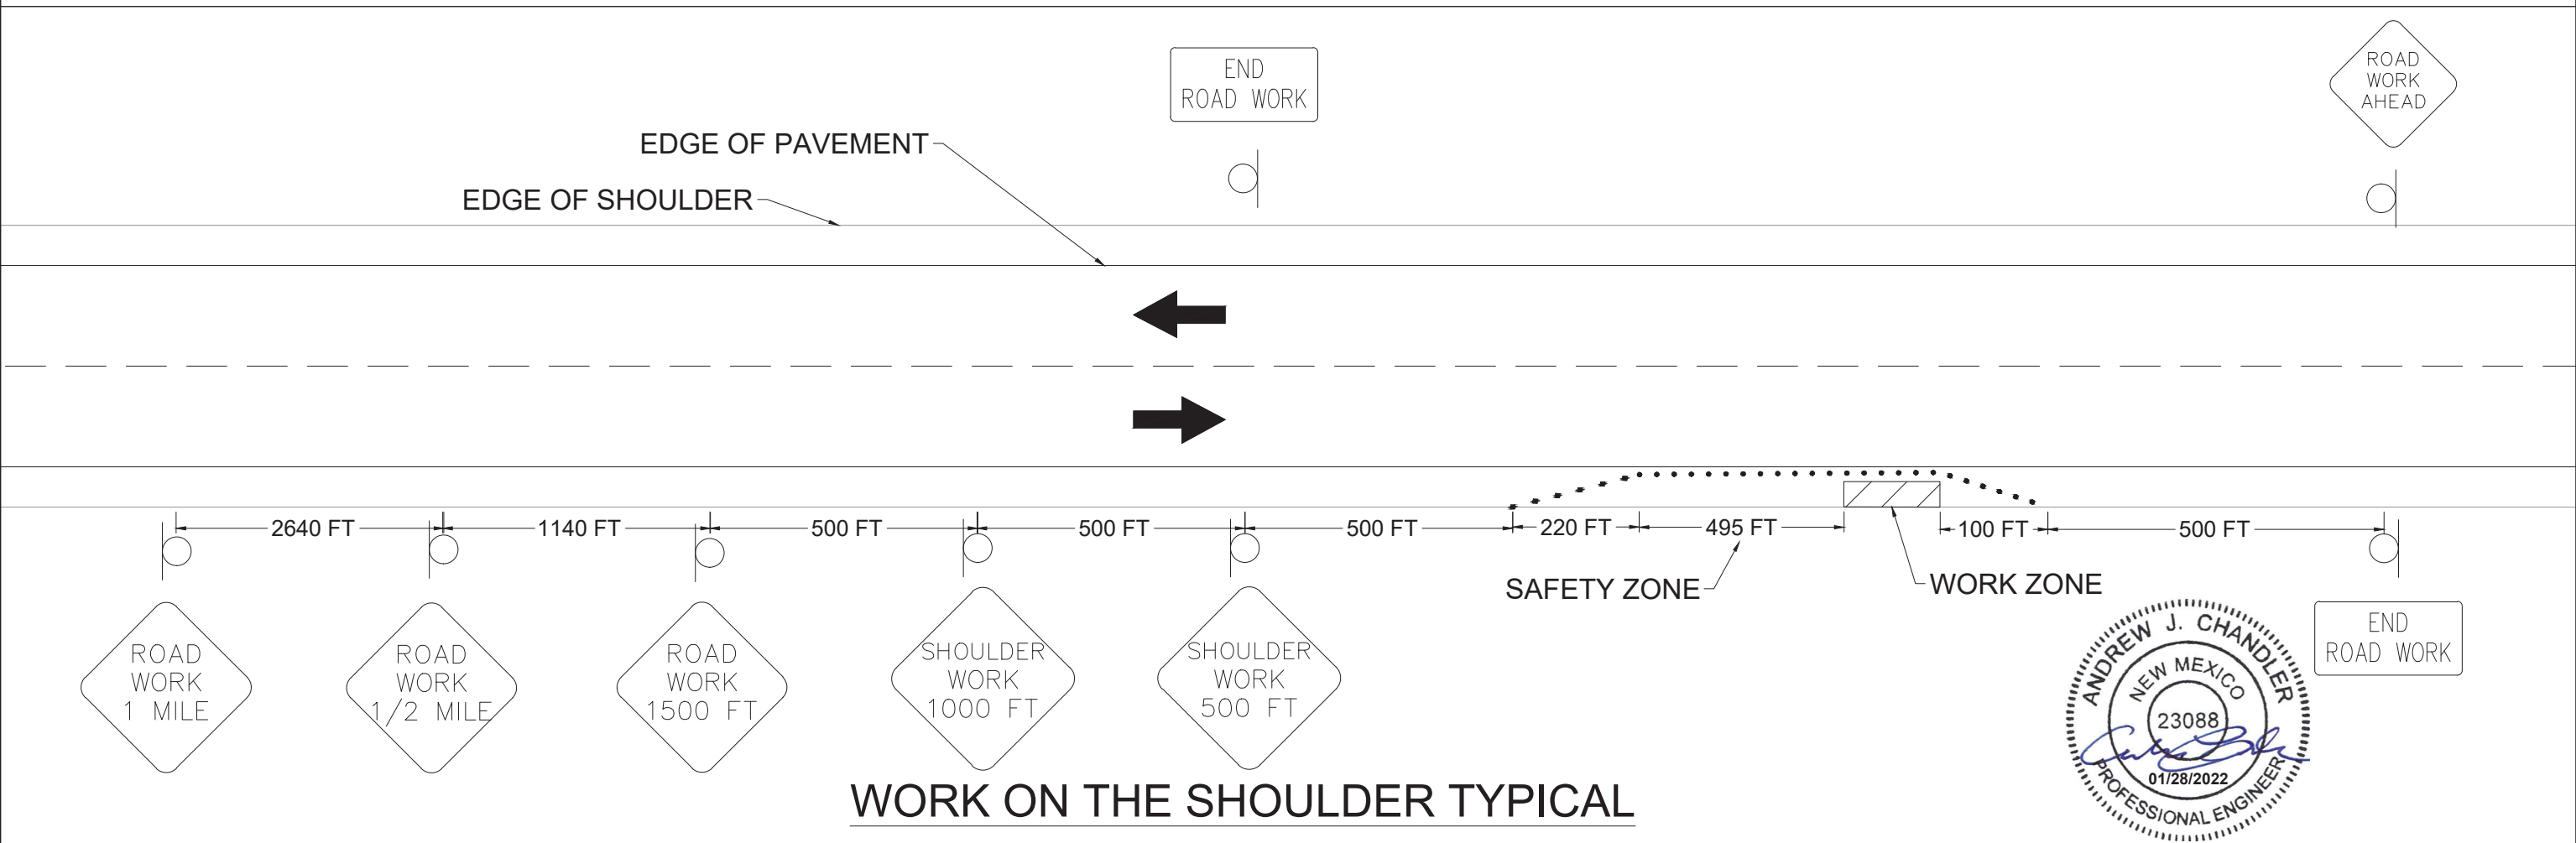 END
ROAD WORK
ROAD
WORK
AHEAD
EDGE OF PAVEMENT
EDGE OF SHOULDER
2640 FT
1140 FT
500 FT
500 FT
500 FT
220 FT
495 FT
100 FT
500 FT
SAFETY ZONE
WORK ZONE
ROAD
WORK
1 MILE
ROAD
WORK
1/2 MILE
ROAD
WORK
1500 FT
SHOULDER
WORK
1000 FT
SHOULDER
WORK
500 FT
END
ROAD WORK
ANDREW J. CHANDLER
NEW MEXICO
23088
01/28/2022
PROFESSIONAL ENGINEER
WORK ON THE SHOULDER TYPICAL